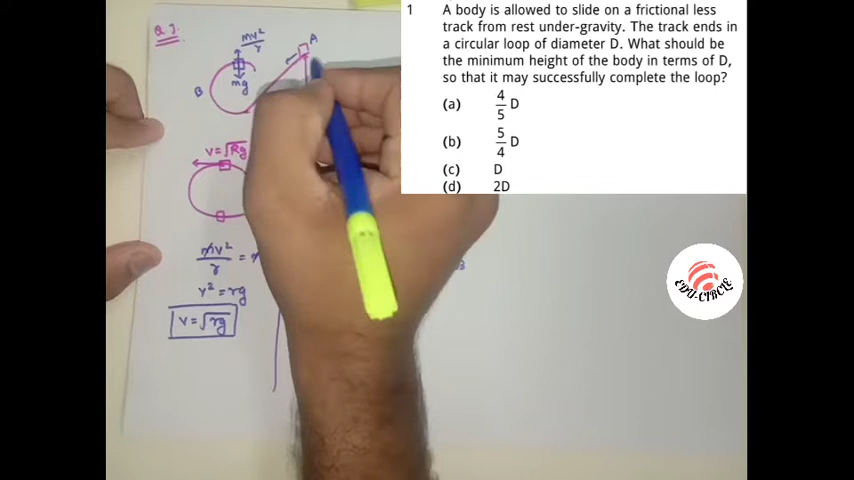 Q 1.
mv²/r
A
mg
B
v = √Rg
mv²/r =
v² = rg
v = √rg
1 A body is allowed to slide on a frictional less
track from rest under-gravity. The track ends in
a circular loop of diameter D. What should be
the minimum height of the body in terms of D,
so that it may successfully complete the loop?
(a) 4/5 D
(b) 5/4 D
(c) D
(d) 2D
EDU-CIRCLE